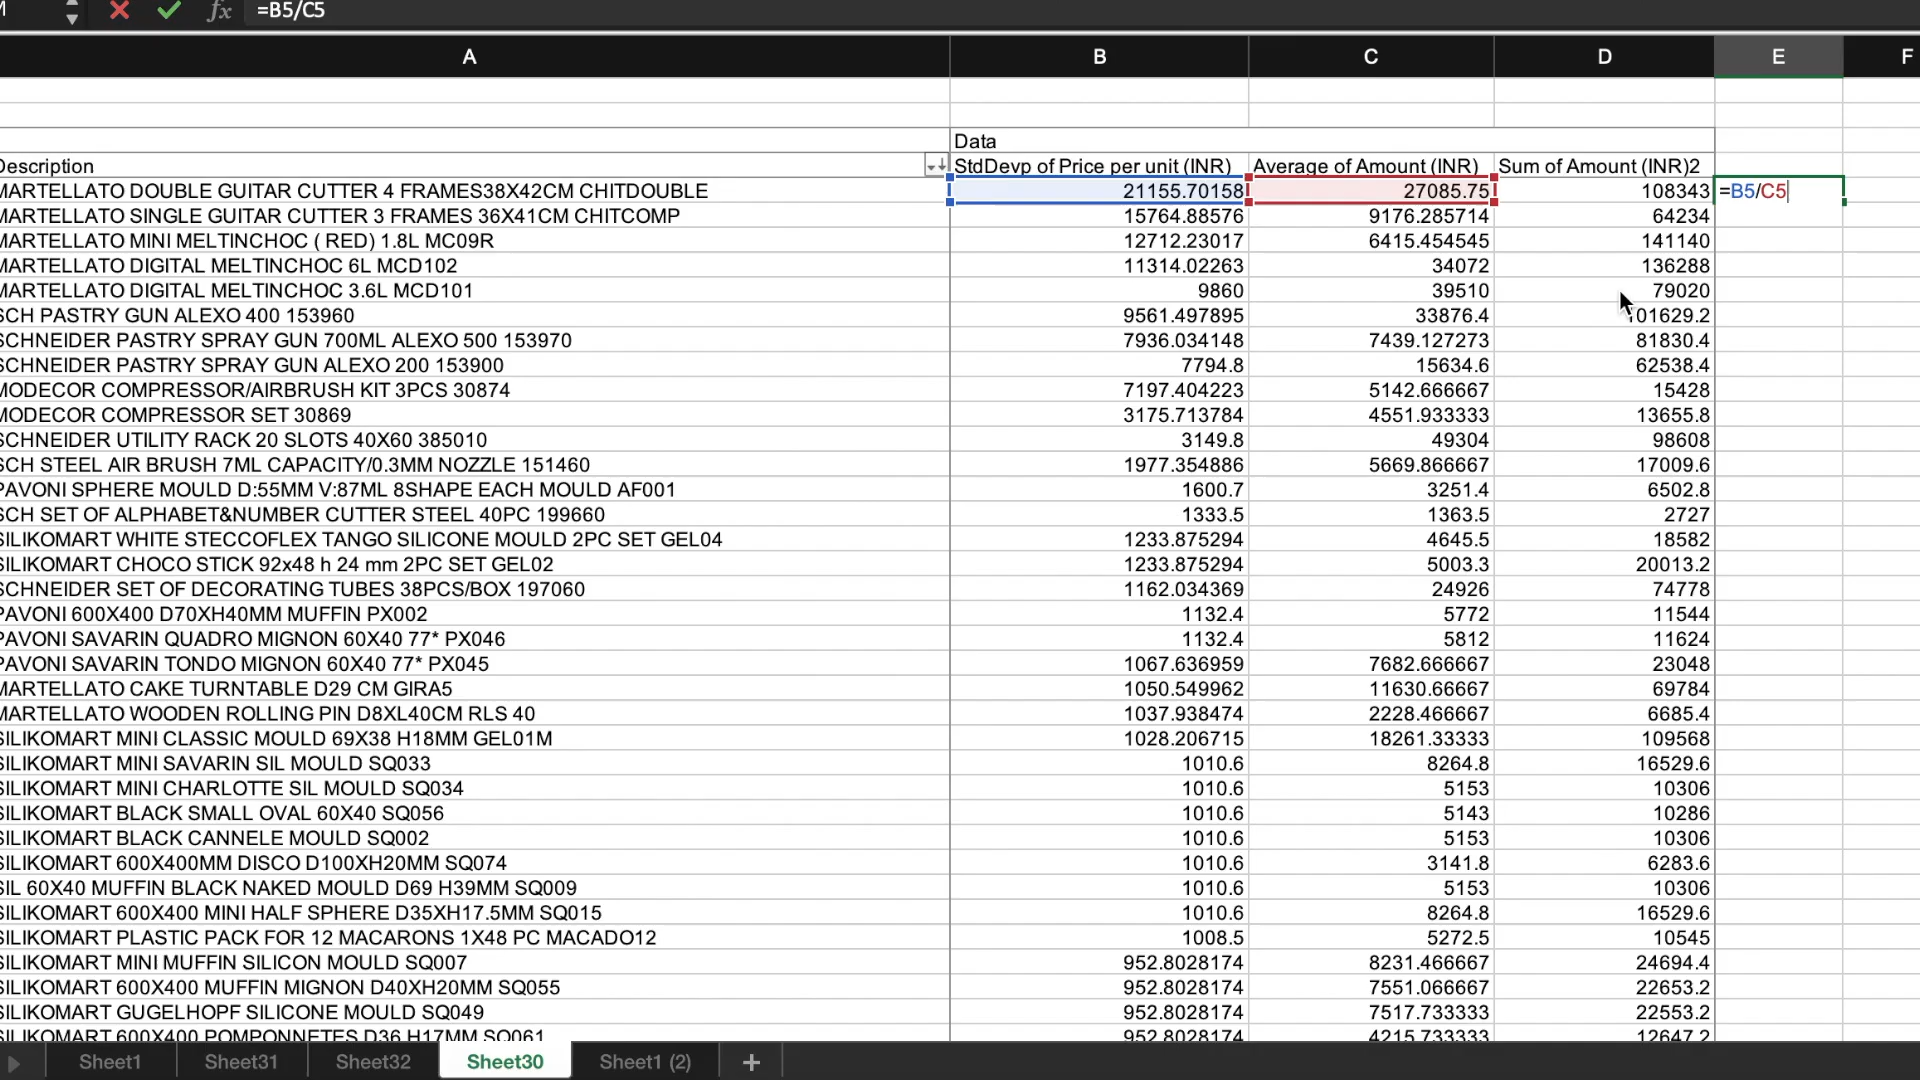 =B5/C5
A B C D E F
Data
Description StdDevp of Price per unit (INR) Average of Amount (INR) Sum of Amount (INR)2
MARTELLATO DOUBLE GUITAR CUTTER 4 FRAMES38X42CM CHITDOUBLE 21155.70158 27085.75 108343 =B5/C5
MARTELLATO SINGLE GUITAR CUTTER 3 FRAMES 36X41CM CHITCOMP 15764.88576 9176.285714 64234
MARTELLATO MINI MELTINCHOC ( RED) 1.8L MC09R 12712.23017 6415.454545 141140
MARTELLATO DIGITAL MELTINCHOC 6L MCD102 11314.02263 34072 136288
MARTELLATO DIGITAL MELTINCHOC 3.6L MCD101 9860 39510 79020
SCH PASTRY GUN ALEXO 400 153960 9561.497895 33876.4 101629.2
SCHNEIDER PASTRY SPRAY GUN 700ML ALEXO 500 153970 7936.034148 7439.127273 81830.4
SCHNEIDER PASTRY SPRAY GUN ALEXO 200 153900 7794.8 15634.6 62538.4
MODECOR COMPRESSOR/AIRBRUSH KIT 3PCS 30874 7197.404223 5142.666667 15428
MODECOR COMPRESSOR SET 30869 3175.713784 4551.933333 13655.8
SCHNEIDER UTILITY RACK 20 SLOTS 40X60 385010 3149.8 49304 98608
SCH STEEL AIR BRUSH 7ML CAPACITY/0.3MM NOZZLE 151460 1977.354886 5669.866667 17009.6
PAVONI SPHERE MOULD D:55MM V:87ML 8SHAPE EACH MOULD AF001 1600.7 3251.4 6502.8
SCH SET OF ALPHABET&NUMBER CUTTER STEEL 40PC 199660 1333.5 1363.5 2727
SILIKOMART WHITE STECCOFLEX TANGO SILICONE MOULD 2PC SET GEL04 1233.875294 4645.5 18582
SILIKOMART CHOCO STICK 92x48 h 24 mm 2PC SET GEL02 1233.875294 5003.3 20013.2
SCHNEIDER SET OF DECORATING TUBES 38PCS/BOX 197060 1162.034369 24926 74778
PAVONI 600X400 D70XH40MM MUFFIN PX002 1132.4 5772 11544
PAVONI SAVARIN QUADRO MIGNON 60X40 77* PX046 1132.4 5812 11624
PAVONI SAVARIN TONDO MIGNON 60X40 77* PX045 1067.636959 7682.666667 23048
MARTELLATO CAKE TURNTABLE D29 CM GIRA5 1050.549962 11630.66667 69784
MARTELLATO WOODEN ROLLING PIN D8XL40CM RLS 40 1037.938474 2228.466667 6685.4
SILIKOMART MINI CLASSIC MOULD 69X38 H18MM GEL01M 1028.206715 18261.33333 109568
SILIKOMART MINI SAVARIN SIL MOULD SQ033 1010.6 8264.8 16529.6
SILIKOMART MINI CHARLOTTE SIL MOULD SQ034 1010.6 5153 10306
SILIKOMART BLACK SMALL OVAL 60X40 SQ056 1010.6 5143 10286
SILIKOMART BLACK CANNELE MOULD SQ002 1010.6 5153 10306
SILIKOMART 600X400MM DISCO D100XH20MM SQ074 1010.6 3141.8 6283.6
SIL 60X40 MUFFIN BLACK NAKED MOULD D69 H39MM SQ009 1010.6 5153 10306
SILIKOMART 600X400 MINI HALF SPHERE D35XH17.5MM SQ015 1010.6 8264.8 16529.6
SILIKOMART PLASTIC PACK FOR 12 MACARONS 1X48 PC MACADO12 1008.5 5272.5 10545
SILIKOMART MINI MUFFIN SILICON MOULD SQ007 952.8028174 8231.466667 24694.4
SILIKOMART 600X400 MUFFIN MIGNON D40XH20MM SQ055 952.8028174 7551.066667 22653.2
SILIKOMART GUGELHOPF SILICONE MOULD SQ049 952.8028174 7517.733333 22553.2
SILIKOMART 600X400 POMPONNETES D36 H17MM SQ061 952.8028174 4215.733333 12647.2
Sheet1 Sheet31 Sheet32 Sheet30 Sheet1 (2) +